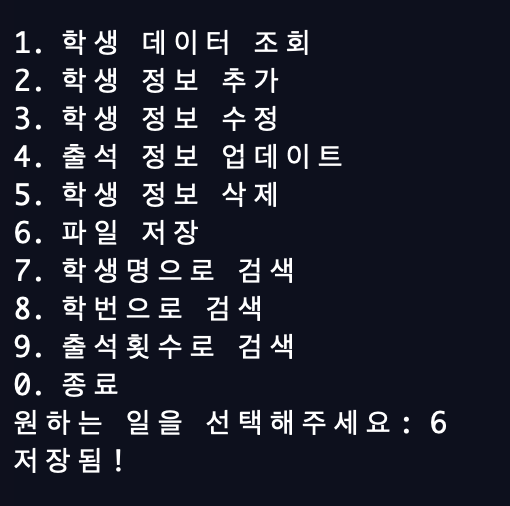 1. 학생 데이터 조회
2. 학생 정보 추가
3. 학생 정보 수정
4. 출석 정보 업데이트
5. 학생 정보 삭제
6. 파일 저장
7. 학생명으로 검색
8. 학번으로 검색
9. 출석횟수로 검색
0. 종료
원하는 일을 선택해주세요: 6
저장됨!